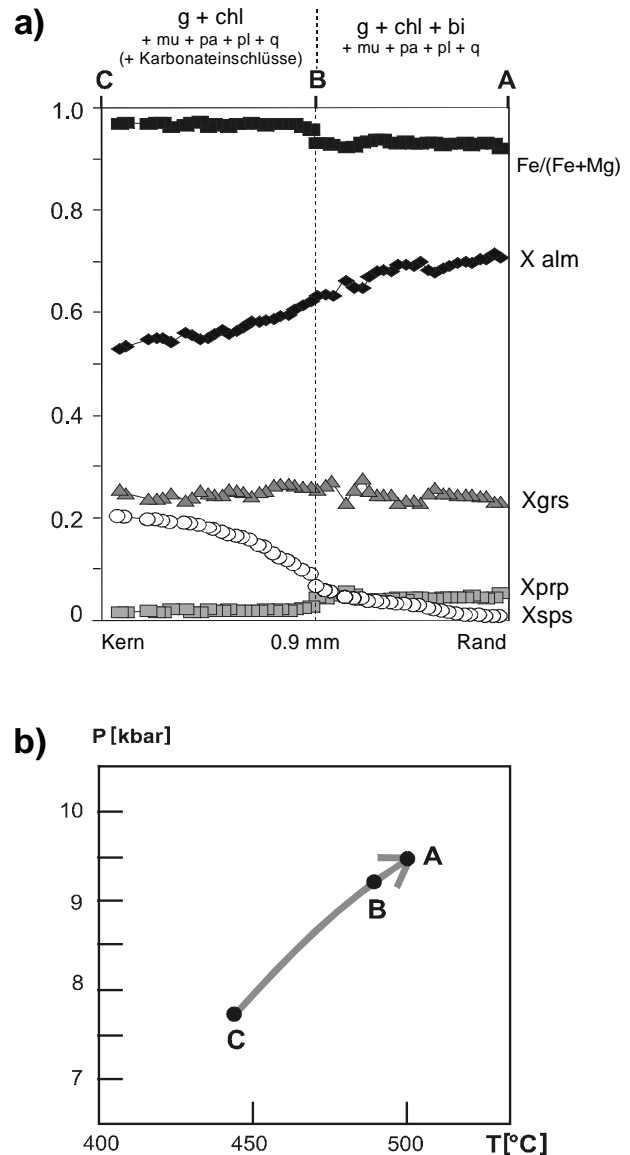 a)
g + chl
+ mu + pa + pl + q
(+ Karbonateinschlüsse)
g + chl + bi
+ mu + pa + pl + q
C
B
A
1.0
0.8
0.6
0.4
0.2
0
Fe/(Fe+Mg)
X alm
Xgrs
Xprp
Xsps
Kern
0.9 mm
Rand
b)
P [kbar]
10
9
8
7
A
B
C
400
450
500
T[°C]